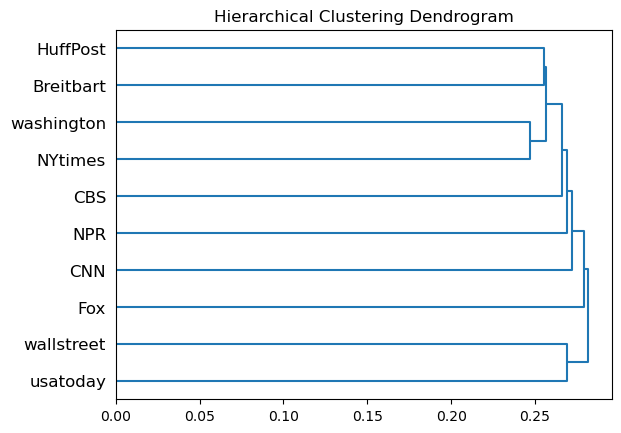 Hierarchical Clustering Dendrogram
HuffPost
Breitbart
washington
NYtimes
CBS
NPR
CNN
Fox
wallstreet
usatoday
0.00 0.05 0.10 0.15 0.20 0.25